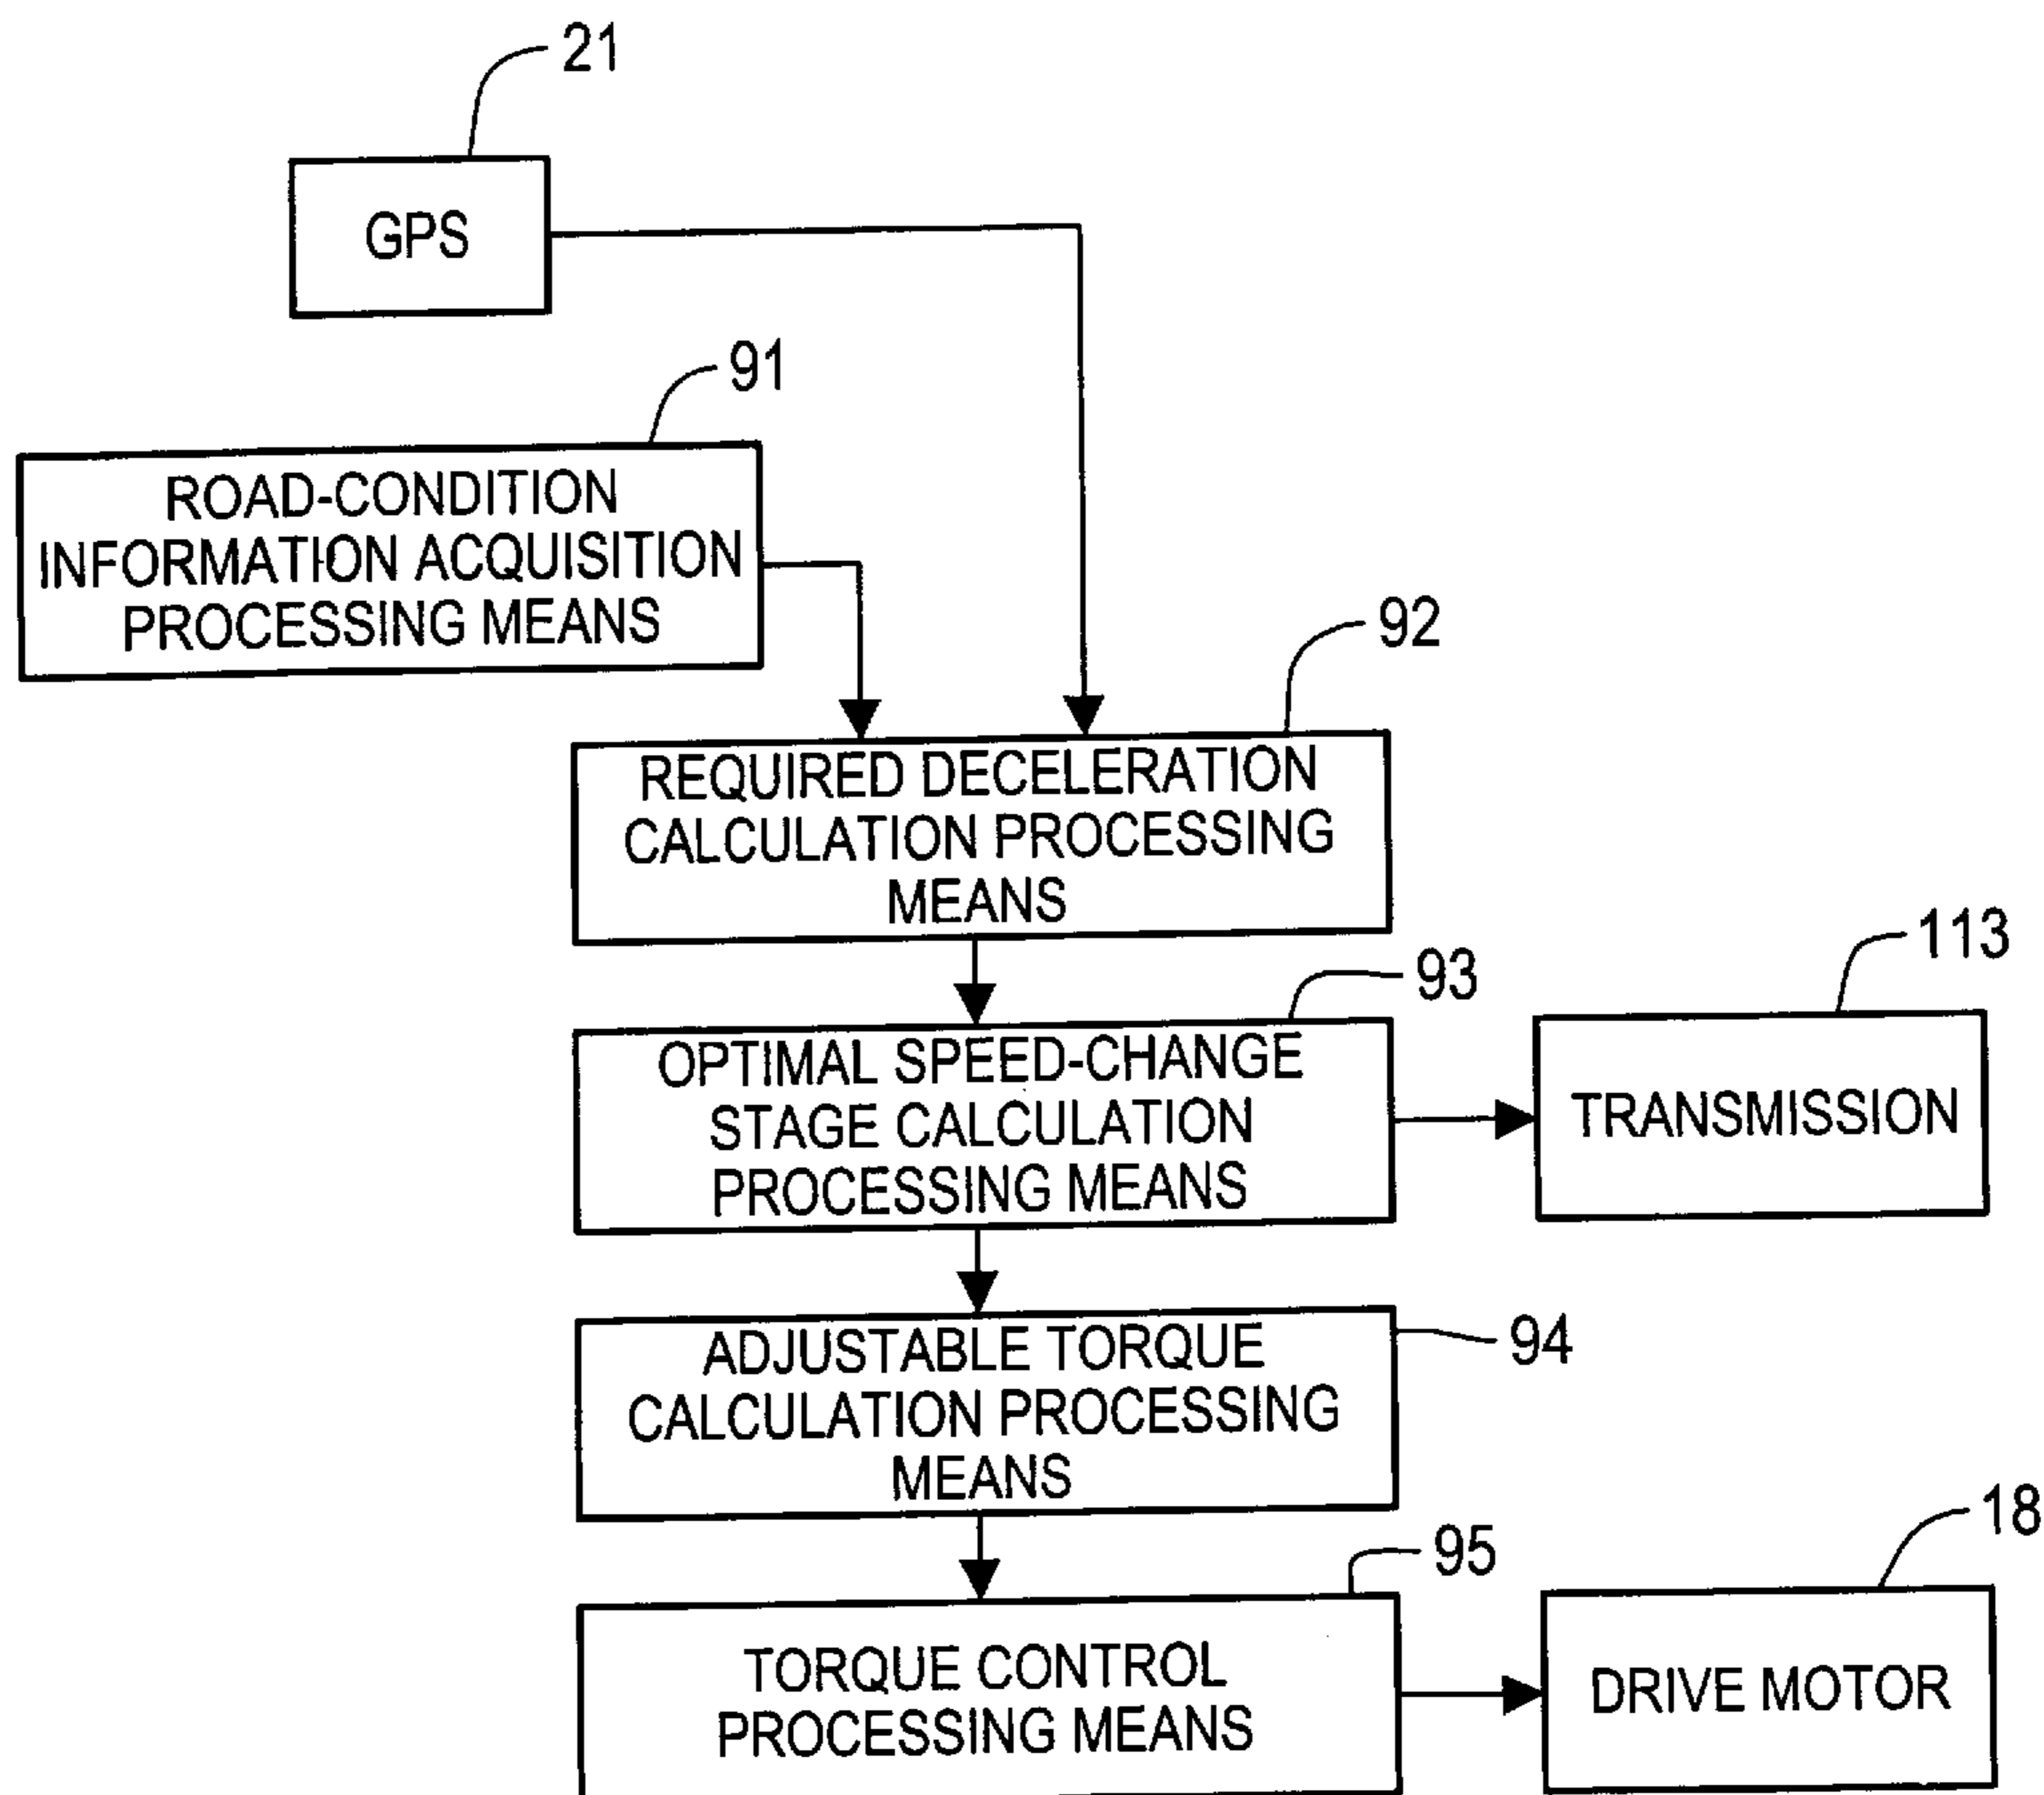 21
GPS
91
ROAD-CONDITION
INFORMATION ACQUISITION
PROCESSING MEANS
92
REQUIRED DECELERATION
CALCULATION PROCESSING
MEANS
93
113
OPTIMAL SPEED-CHANGE
STAGE CALCULATION
PROCESSING MEANS
TRANSMISSION
94
ADJUSTABLE TORQUE
CALCULATION PROCESSING
MEANS
95
18
TORQUE CONTROL
PROCESSING MEANS
DRIVE MOTOR